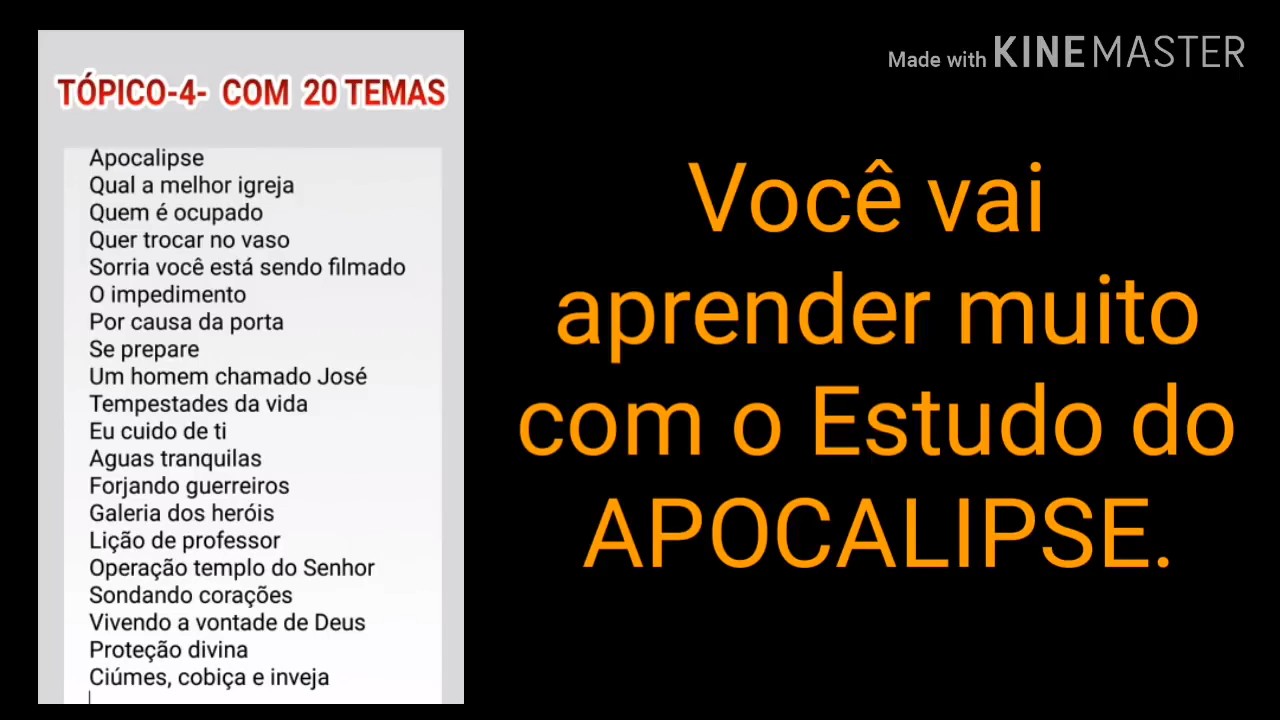 TÓPICO-4- COM 20 TEMAS
Apocalipse
Qual a melhor igreja
Quem é ocupado
Quer trocar no vaso
Sorria você está sendo filmado
O impedimento
Por causa da porta
Se prepare
Um homem chamado José
Tempestades da vida
Eu cuido de ti
Aguas tranquilas
Forjando guerreiros
Galeria dos heróis
Lição de professor
Operação templo do Senhor
Sondando corações
Vivendo a vontade de Deus
Proteção divina
Ciúmes, cobiça e inveja
Made with KINEMASTER
Você vai
aprender muito
com o Estudo do
APOCALIPSE.